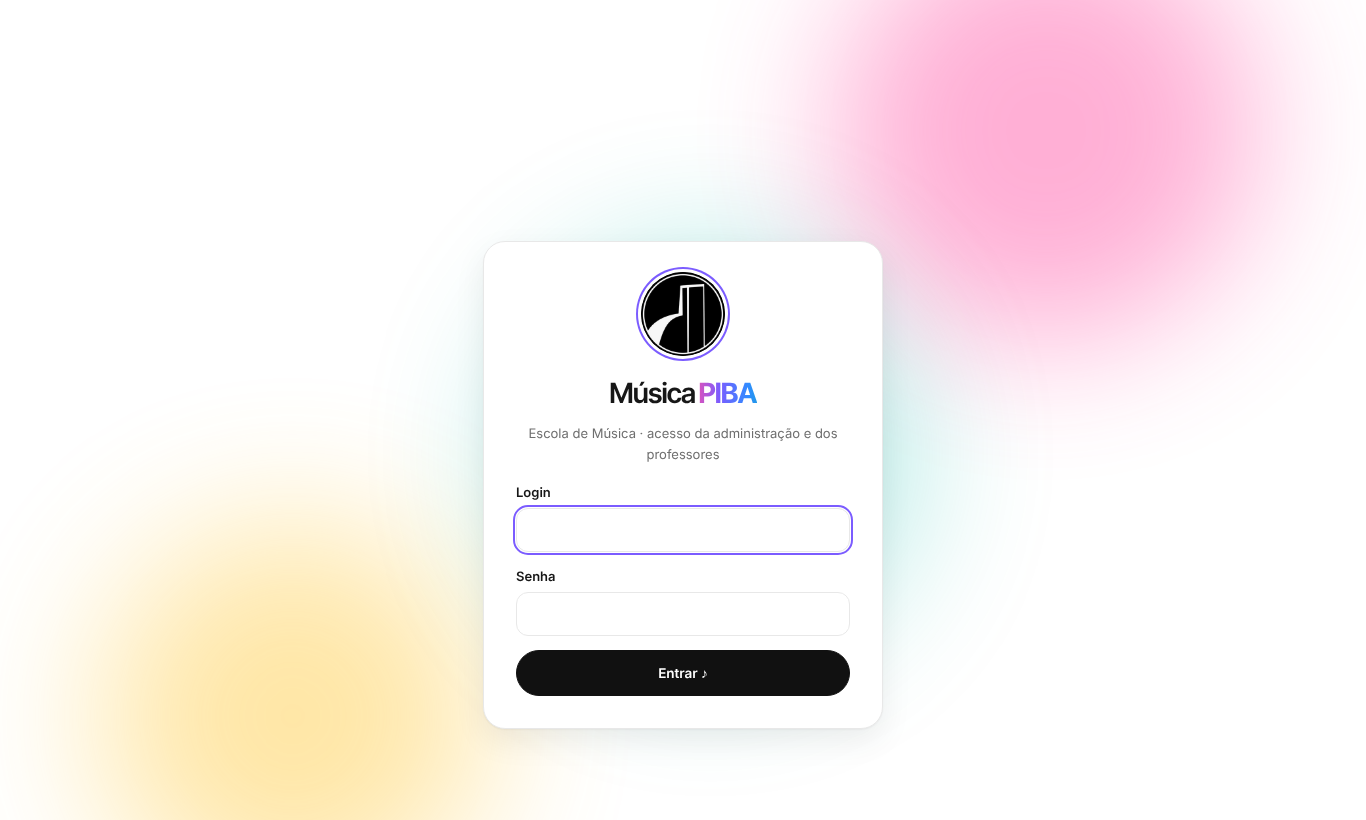 Música PIBA
Escola de Música · acesso da administração e dos
professores
Login
Senha
Entrar ♪